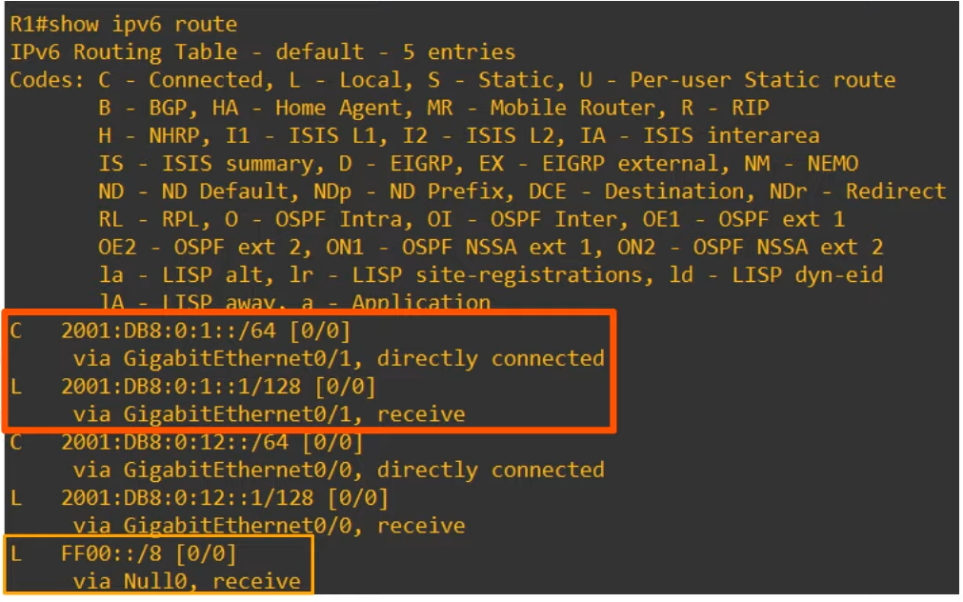 R1#show ipv6 route
IPv6 Routing Table - default - 5 entries
Codes: C - Connected, L - Local, S - Static, U - Per-user Static route
B - BGP, HA - Home Agent, MR - Mobile Router, R - RIP
H - NHRP, I1 - ISIS L1, I2 - ISIS L2, IA - ISIS interarea
IS - ISIS summary, D - EIGRP, EX - EIGRP external, NM - NEMO
ND - ND Default, NDp - ND Prefix, DCE - Destination, NDr - Redirect
RL - RPL, O - OSPF Intra, OI - OSPF Inter, OE1 - OSPF ext 1
OE2 - OSPF ext 2, ON1 - OSPF NSSA ext 1, ON2 - OSPF NSSA ext 2
la - LISP alt, lr - LISP site-registrations, ld - LISP dyn-eid
lA - LISP away, a - Application
C 2001:DB8:0:1::/64 [0/0]
via GigabitEthernet0/1, directly connected
L 2001:DB8:0:1::1/128 [0/0]
via GigabitEthernet0/1, receive
C 2001:DB8:0:12::/64 [0/0]
via GigabitEthernet0/0, directly connected
L 2001:DB8:0:12::1/128 [0/0]
via GigabitEthernet0/0, receive
L FF00::/8 [0/0]
via Null0, receive